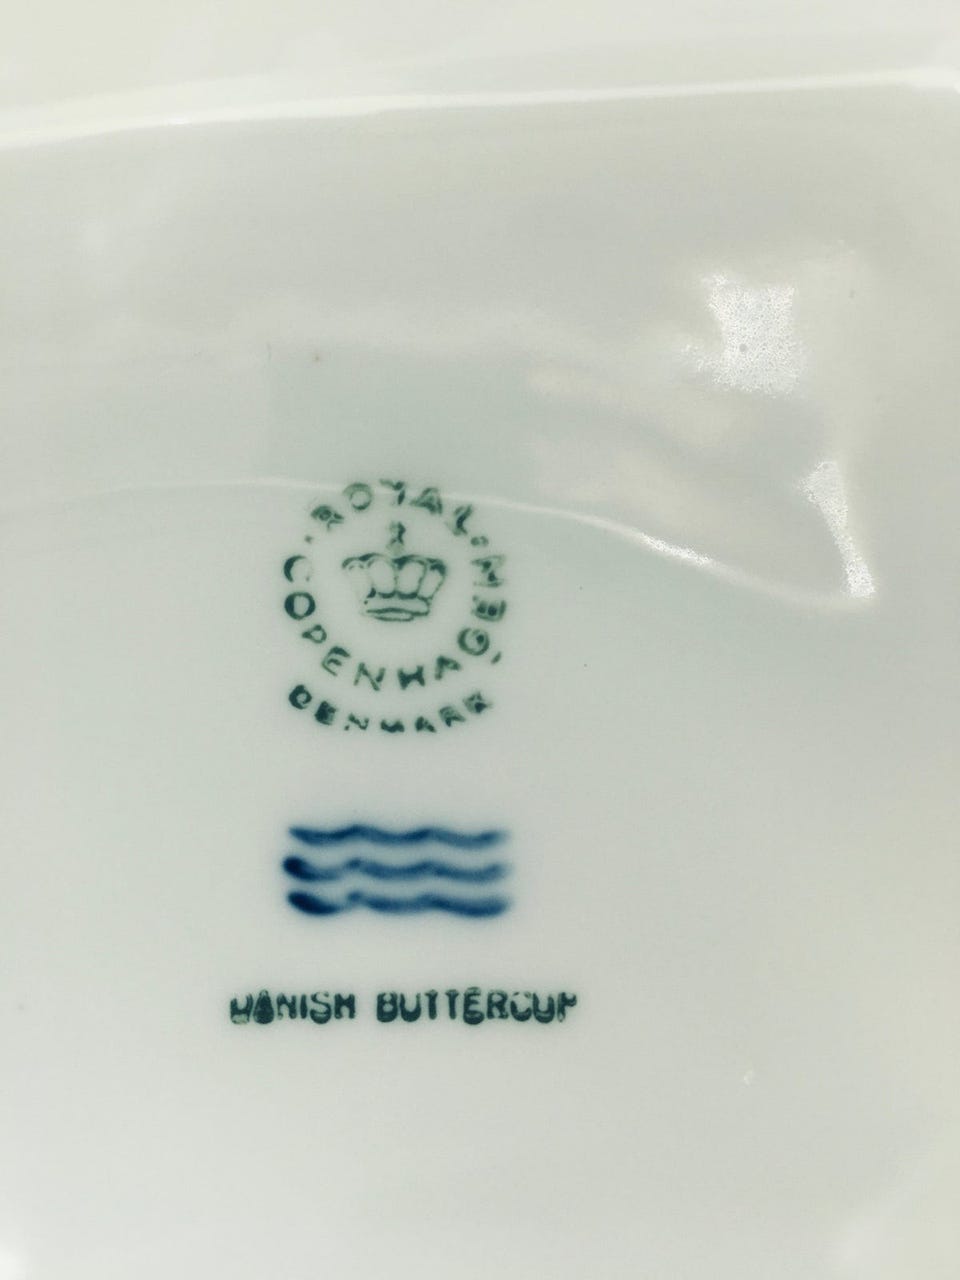 ROYAL
COPENHAGEN
DENMARK
DANISH BUTTERCUP